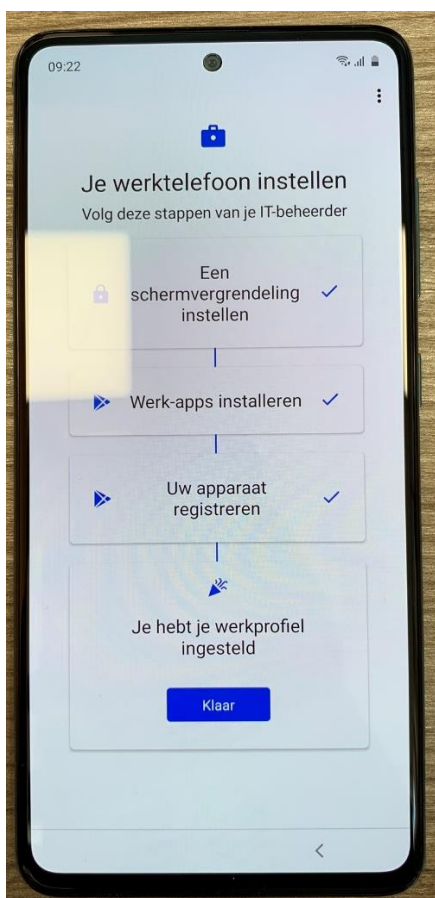 09:22
Je werktelefoon instellen
Volg deze stappen van je IT-beheerder
Een
schermvergrendeling
instellen
Werk-apps installeren
Uw apparaat
registreren
Je hebt je werkprofiel
ingesteld
Klaar